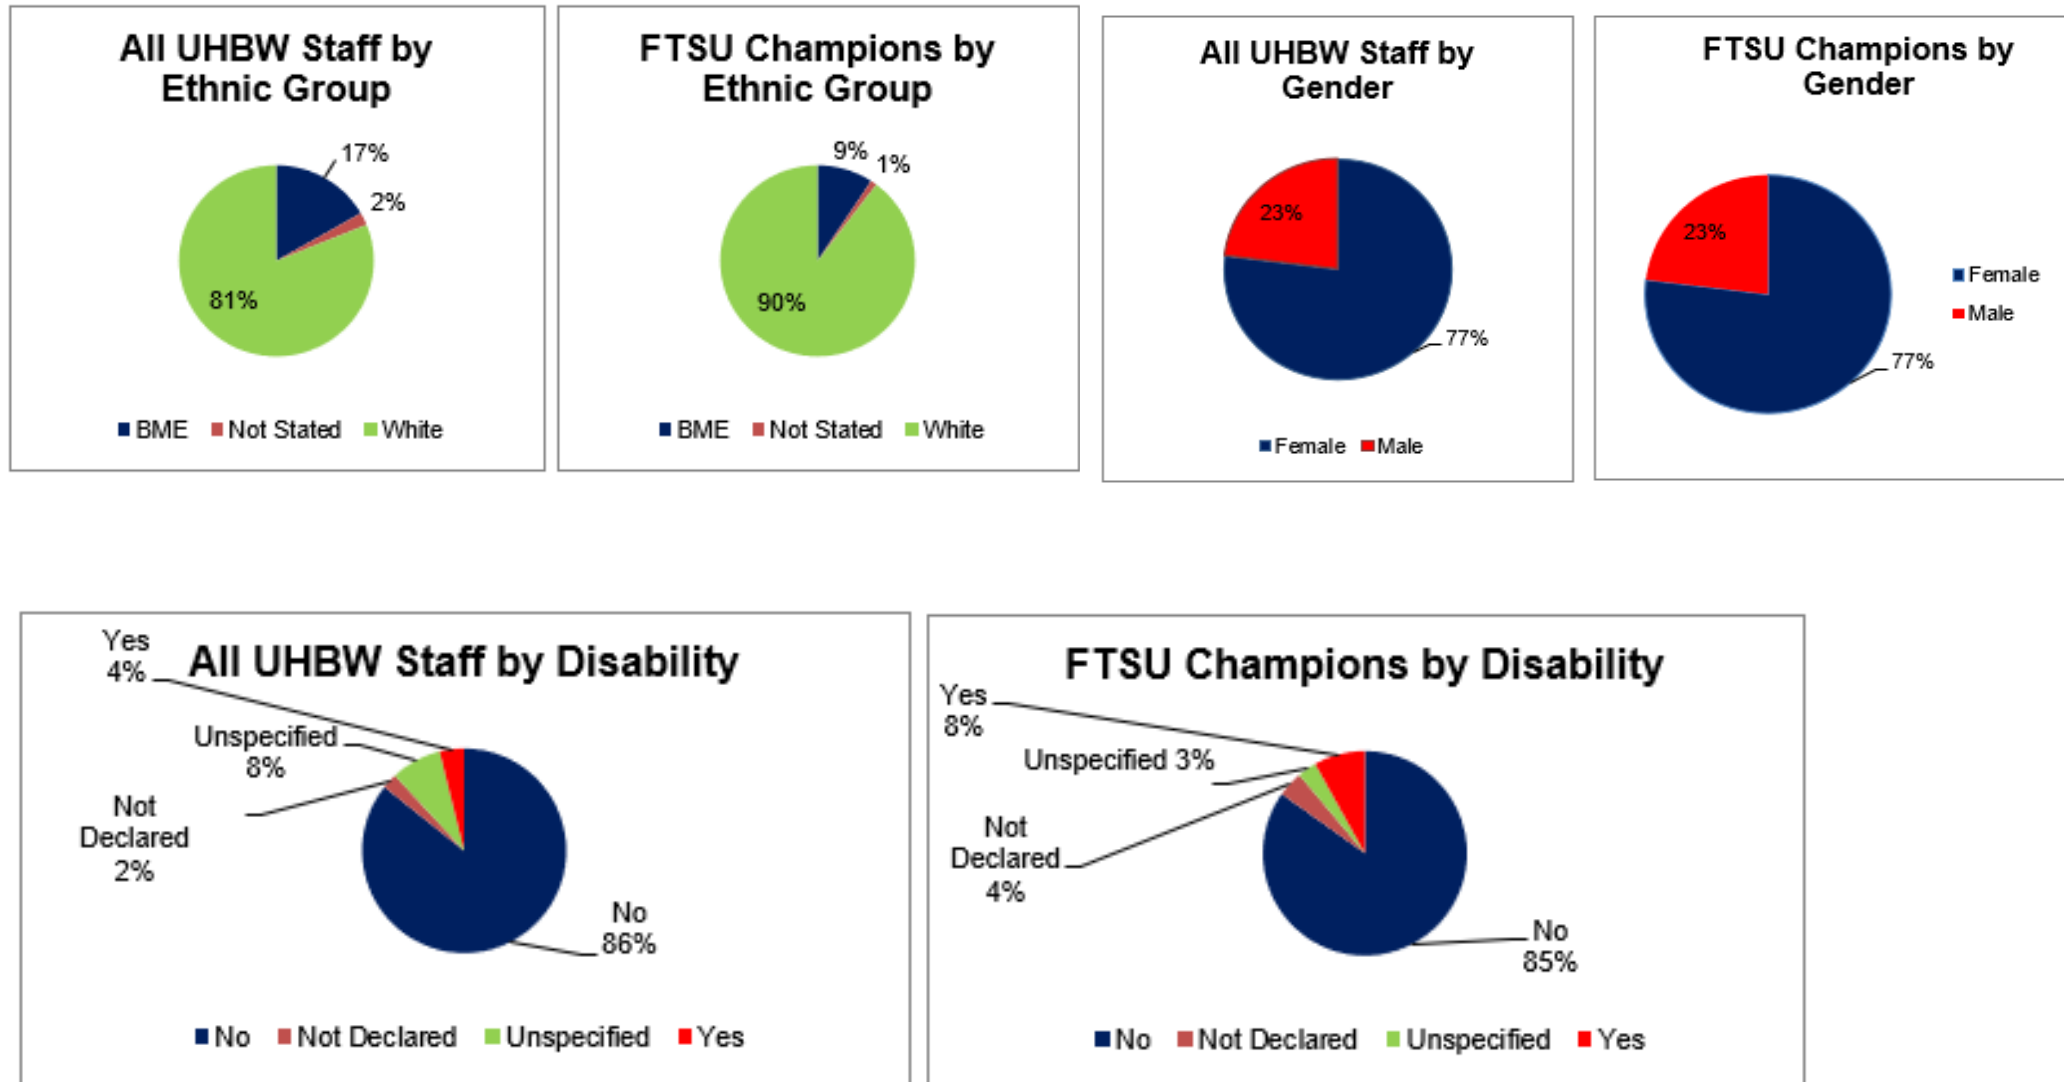 All UHBW Staff by
Ethnic Group
17%
2%
81%
BME Not Stated White
FTSU Champions by
Ethnic Group
9%
1%
90%
BME Not Stated White
All UHBW Staff by
Gender
23%
77%
Female Male
FTSU Champions by
Gender
23%
77%
Female
Male
All UHBW Staff by Disability
Yes
4%
Unspecified
8%
Not
Declared
2%
No
86%
No Not Declared Unspecified Yes
FTSU Champions by Disability
Yes
8%
Unspecified 3%
Not
Declared
4%
No
85%
No Not Declared Unspecified Yes